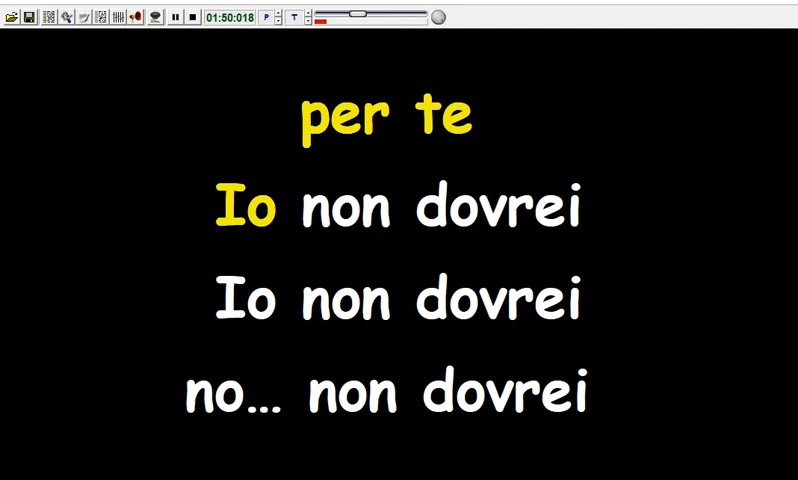 01:50:018 P T
per te
Io non dovrei
Io non dovrei
no... non dovrei